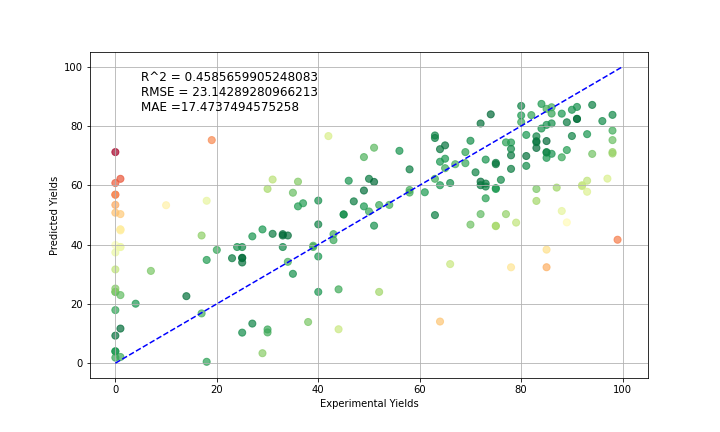 R^2 = 0.4585659905248083
RMSE = 23.14289280966213
MAE =17.4737494575258
100
80
60
40
20
0
Predicted Yields
0 20 40 60 80 100
Experimental Yields